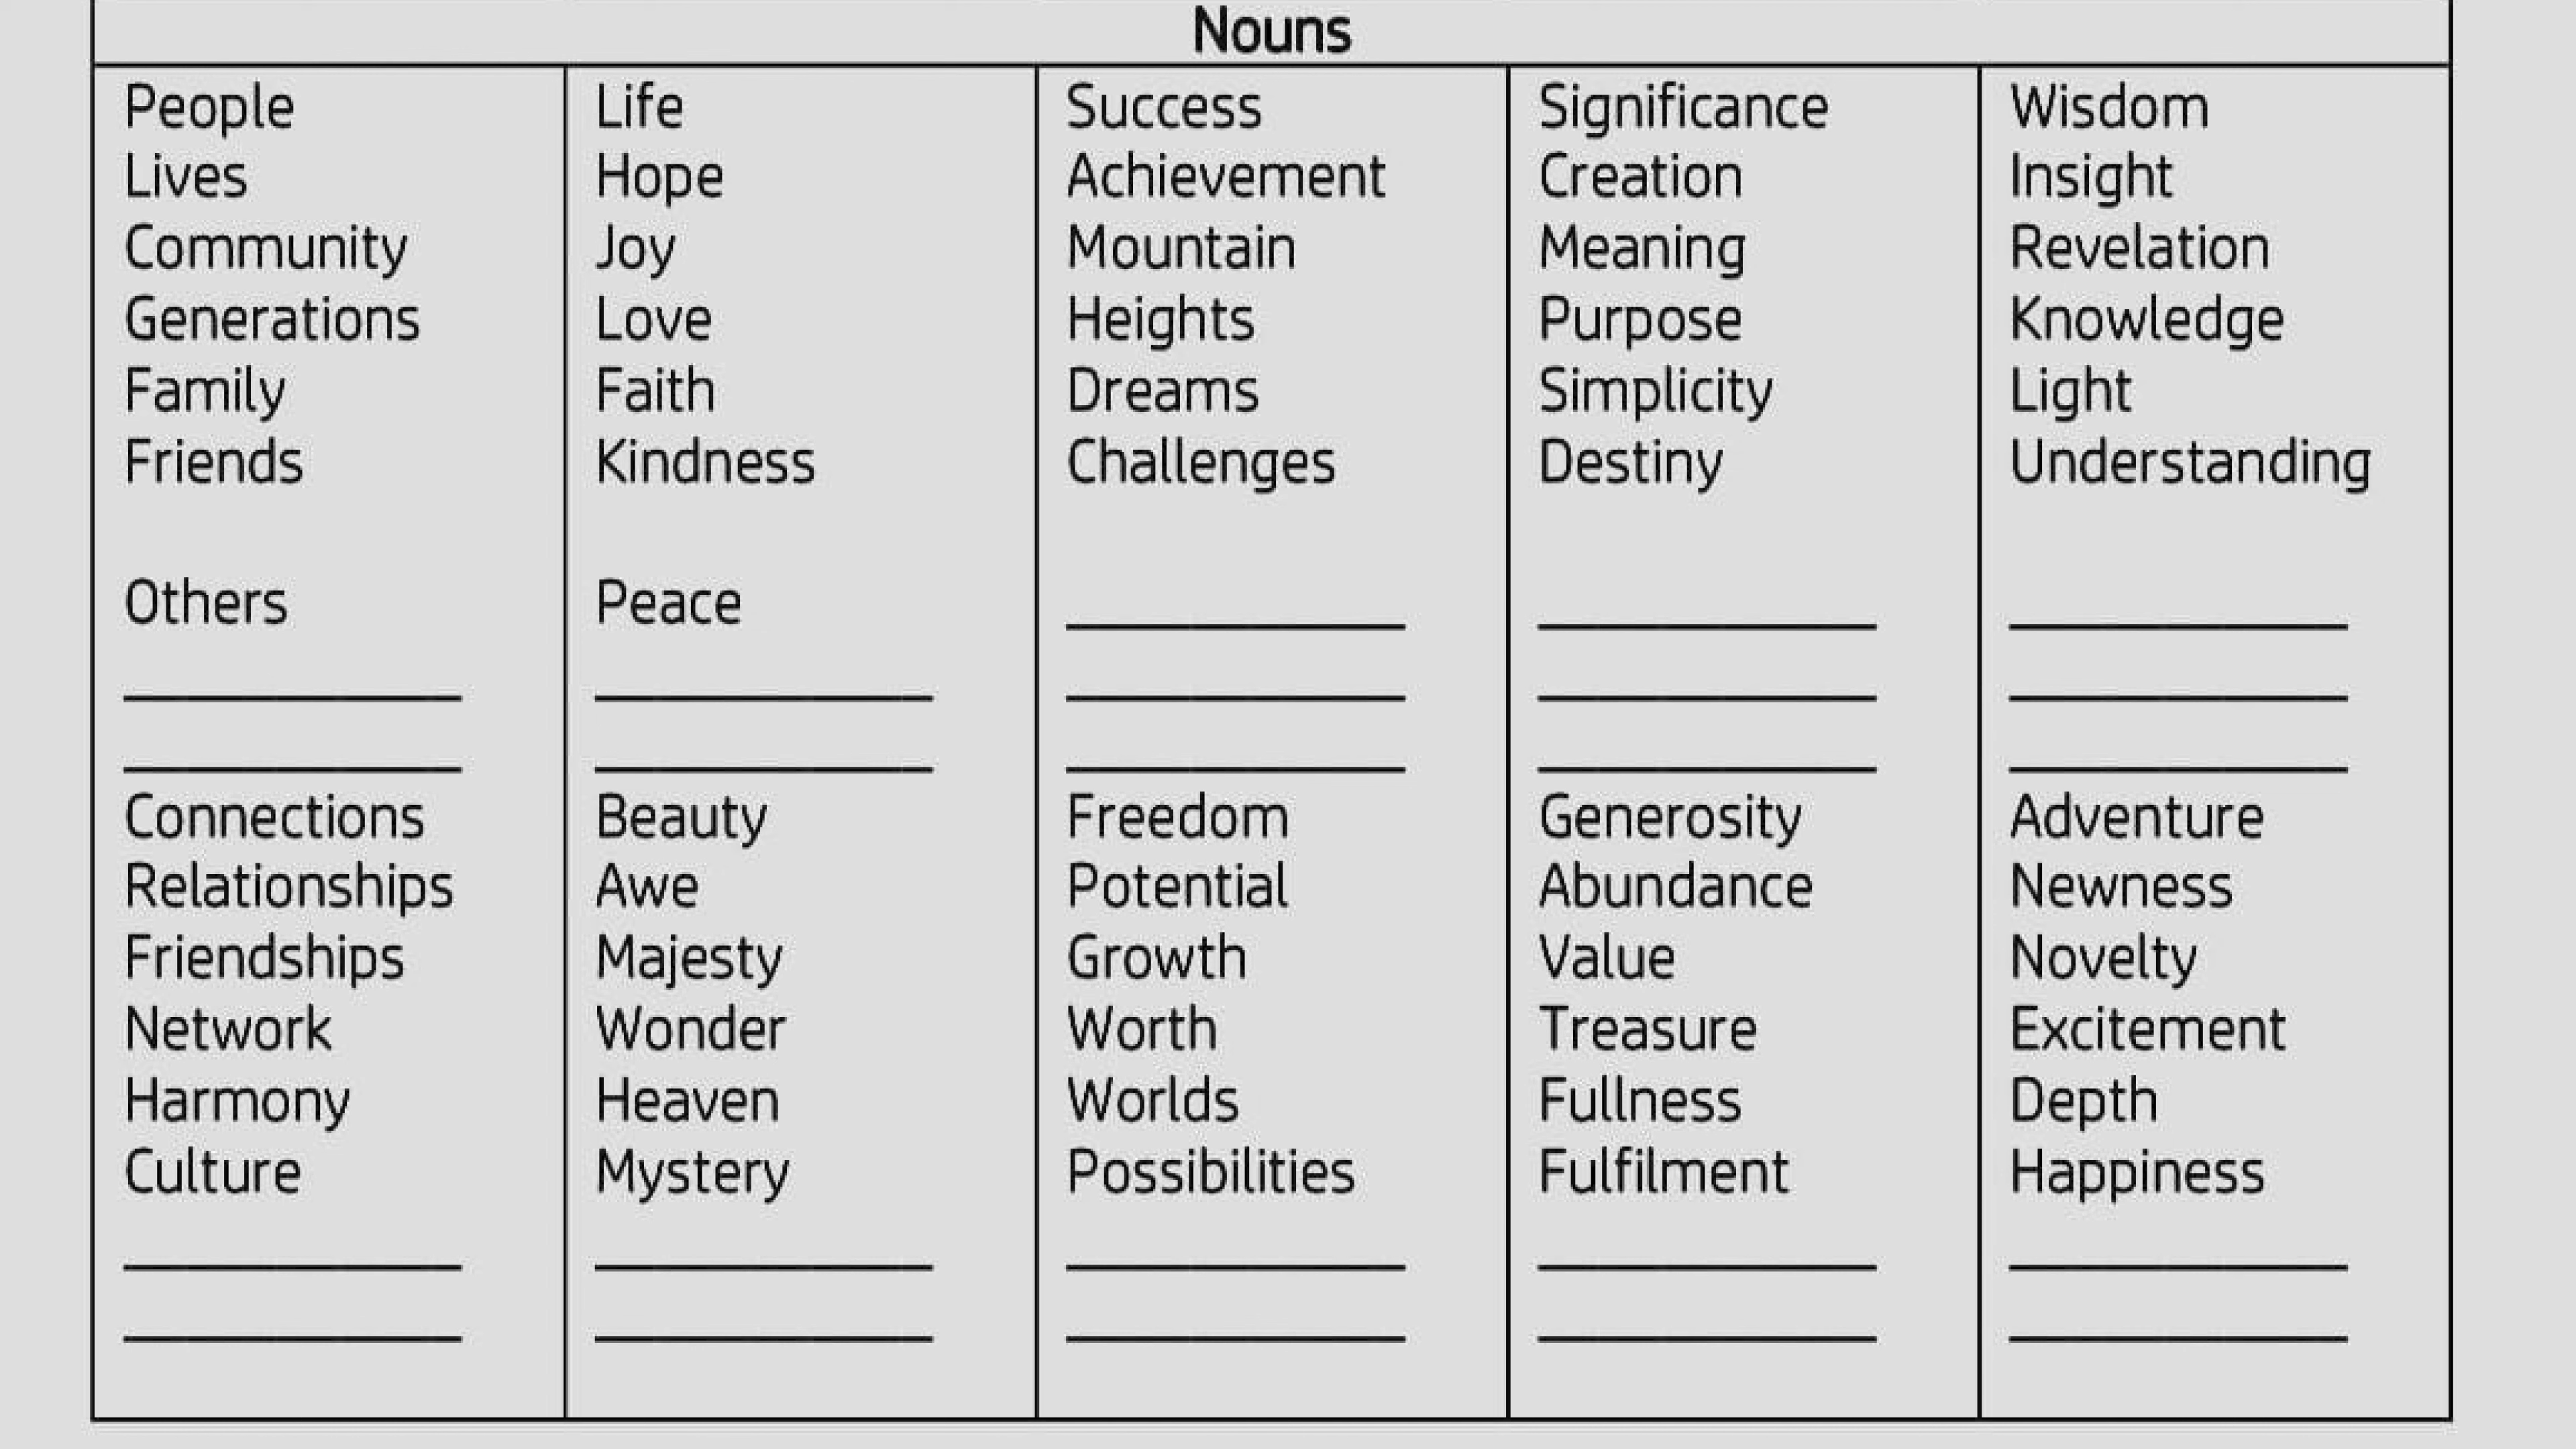 Nouns
People Life Success Significance Wisdom
Lives Hope Achievement Creation Insight
Community Joy Mountain Meaning Revelation
Generations Love Heights Purpose Knowledge
Family Faith Dreams Simplicity Light
Friends Kindness Challenges Destiny Understanding
Others Peace
Connections Beauty Freedom Generosity Adventure
Relationships Awe Potential Abundance Newness
Friendships Majesty Growth Value Novelty
Network Wonder Worth Treasure Excitement
Harmony Heaven Worlds Fullness Depth
Culture Mystery Possibilities Fulfilment Happiness